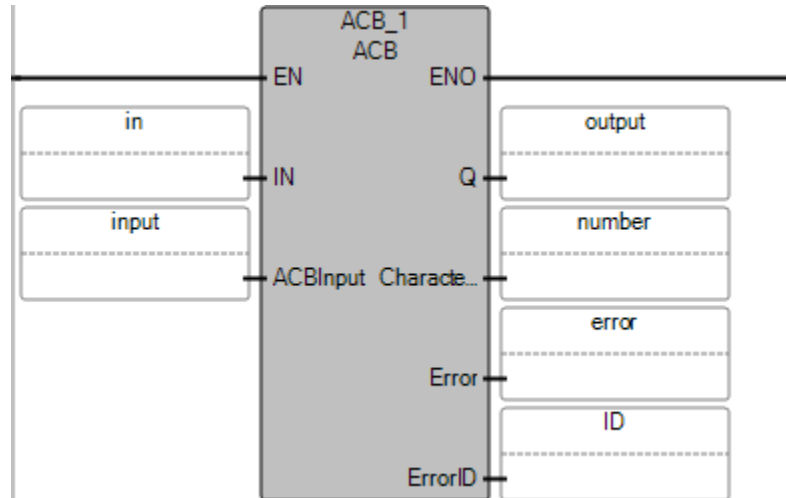 ACB_1
ACB
EN ENO
in output
IN Q
input number
ACBInput Characte...
error
Error
ID
ErrorID